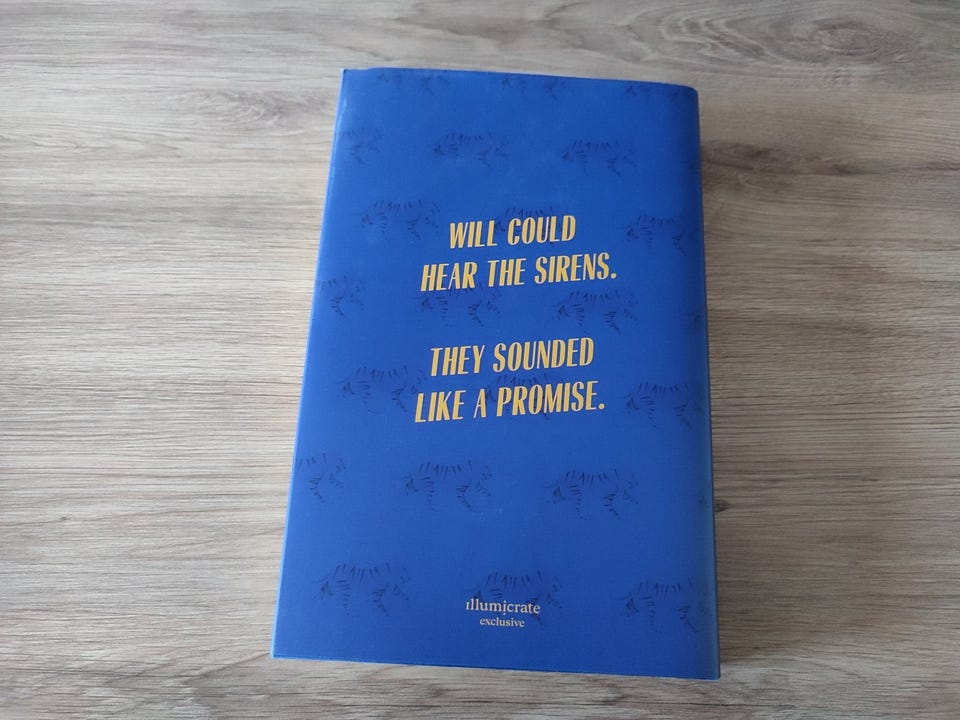 WILL COULD
HEAR THE SIRENS.
THEY SOUNDED
LIKE A PROMISE.
illumicrate
exclusive